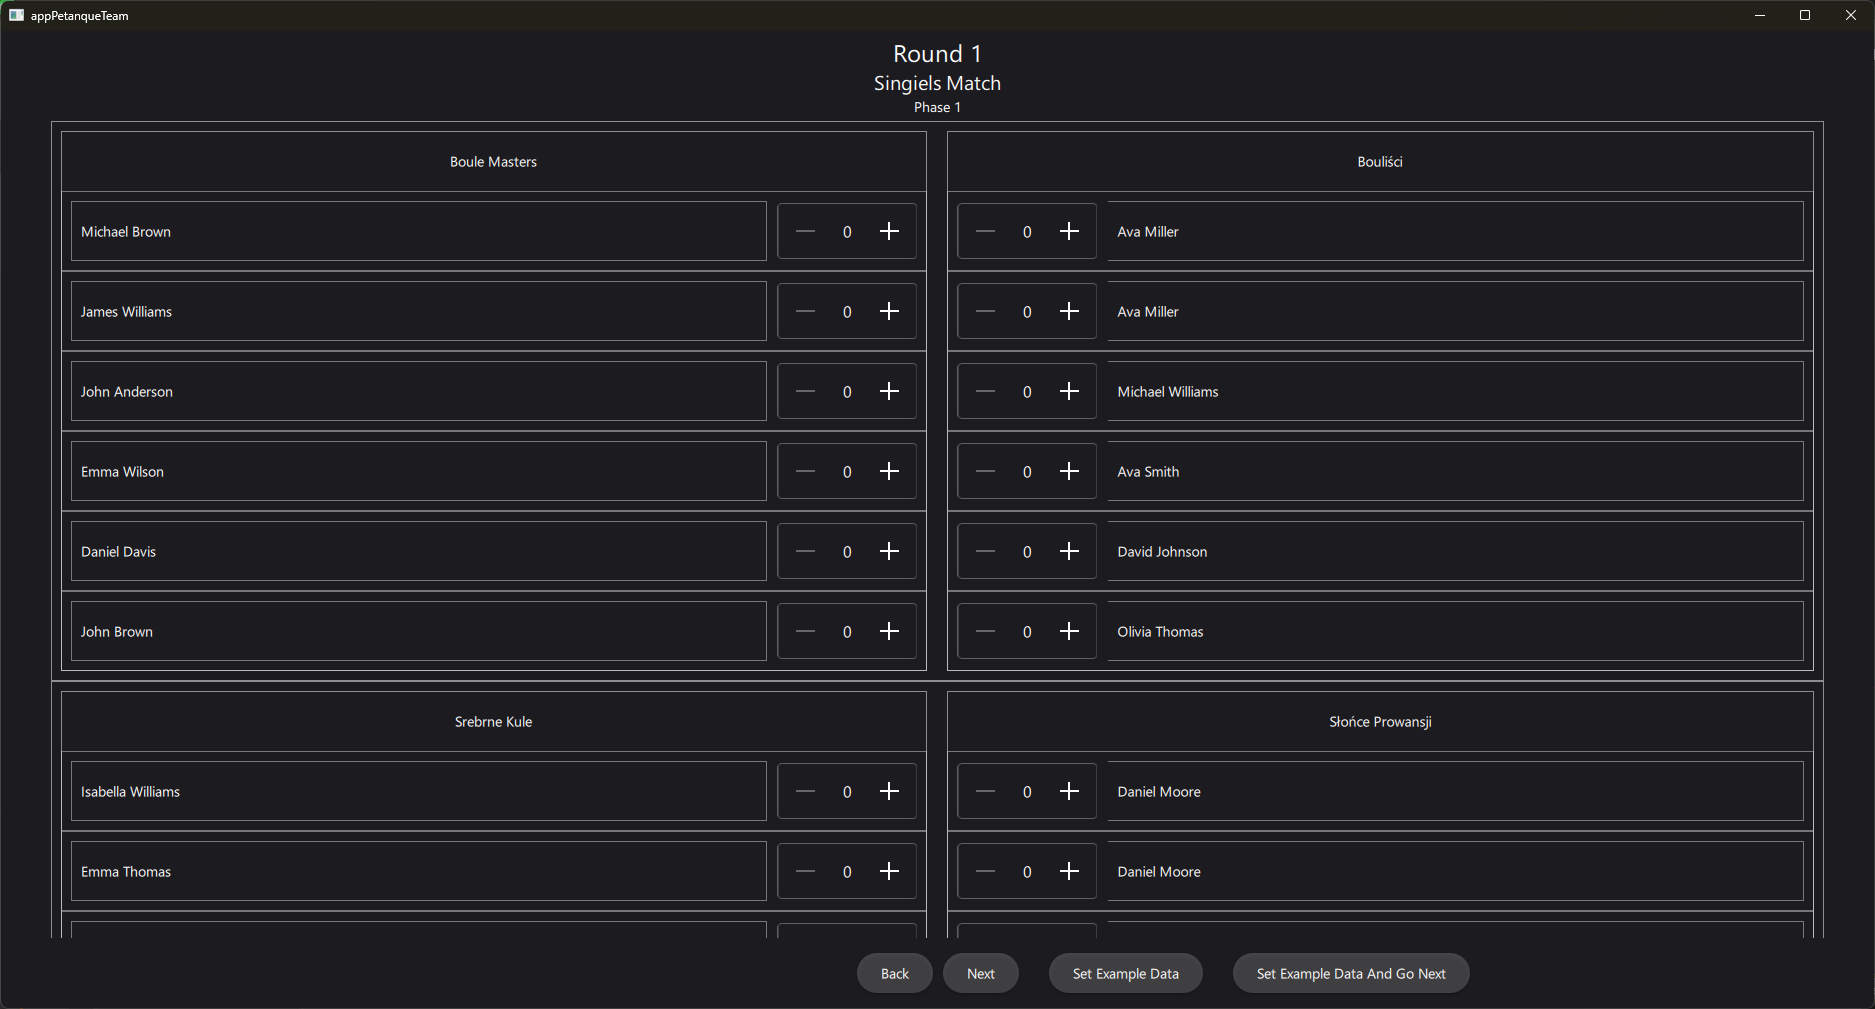 appPetanqueTeam
Round 1
Singiels Match
Phase 1
Boule Masters
Bouliści
Michael Brown 0 0 Ava Miller
James Williams 0 0 Ava Miller
John Anderson 0 0 Michael Williams
Emma Wilson 0 0 Ava Smith
Daniel Davis 0 0 David Johnson
John Brown 0 0 Olivia Thomas
Srebrne Kule
Słońce Prowansji
Isabella Williams 0 0 Daniel Moore
Emma Thomas 0 0 Daniel Moore
Back Next Set Example Data Set Example Data And Go Next